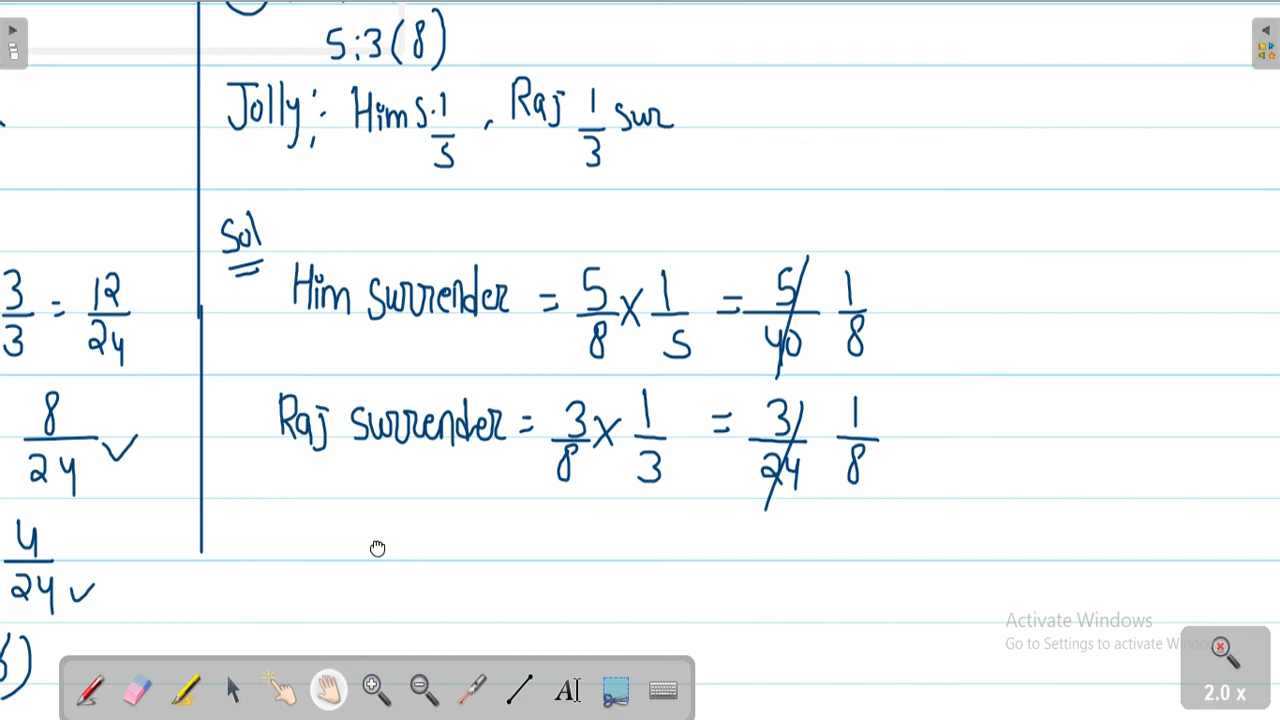 5:3(8)
Jolly: Him S. 1/5, Raj 1/3 sur
Sol
Him surrender = 5/8 × 1/5 = 5/40 1/8
3/3 = 12/24
Raj surrender = 3/8 × 1/3 = 3/24 1/8
8/24 ✓
4/24 ✓
Activate Windows
Go to Settings to activate Windows
AI
2.0 x